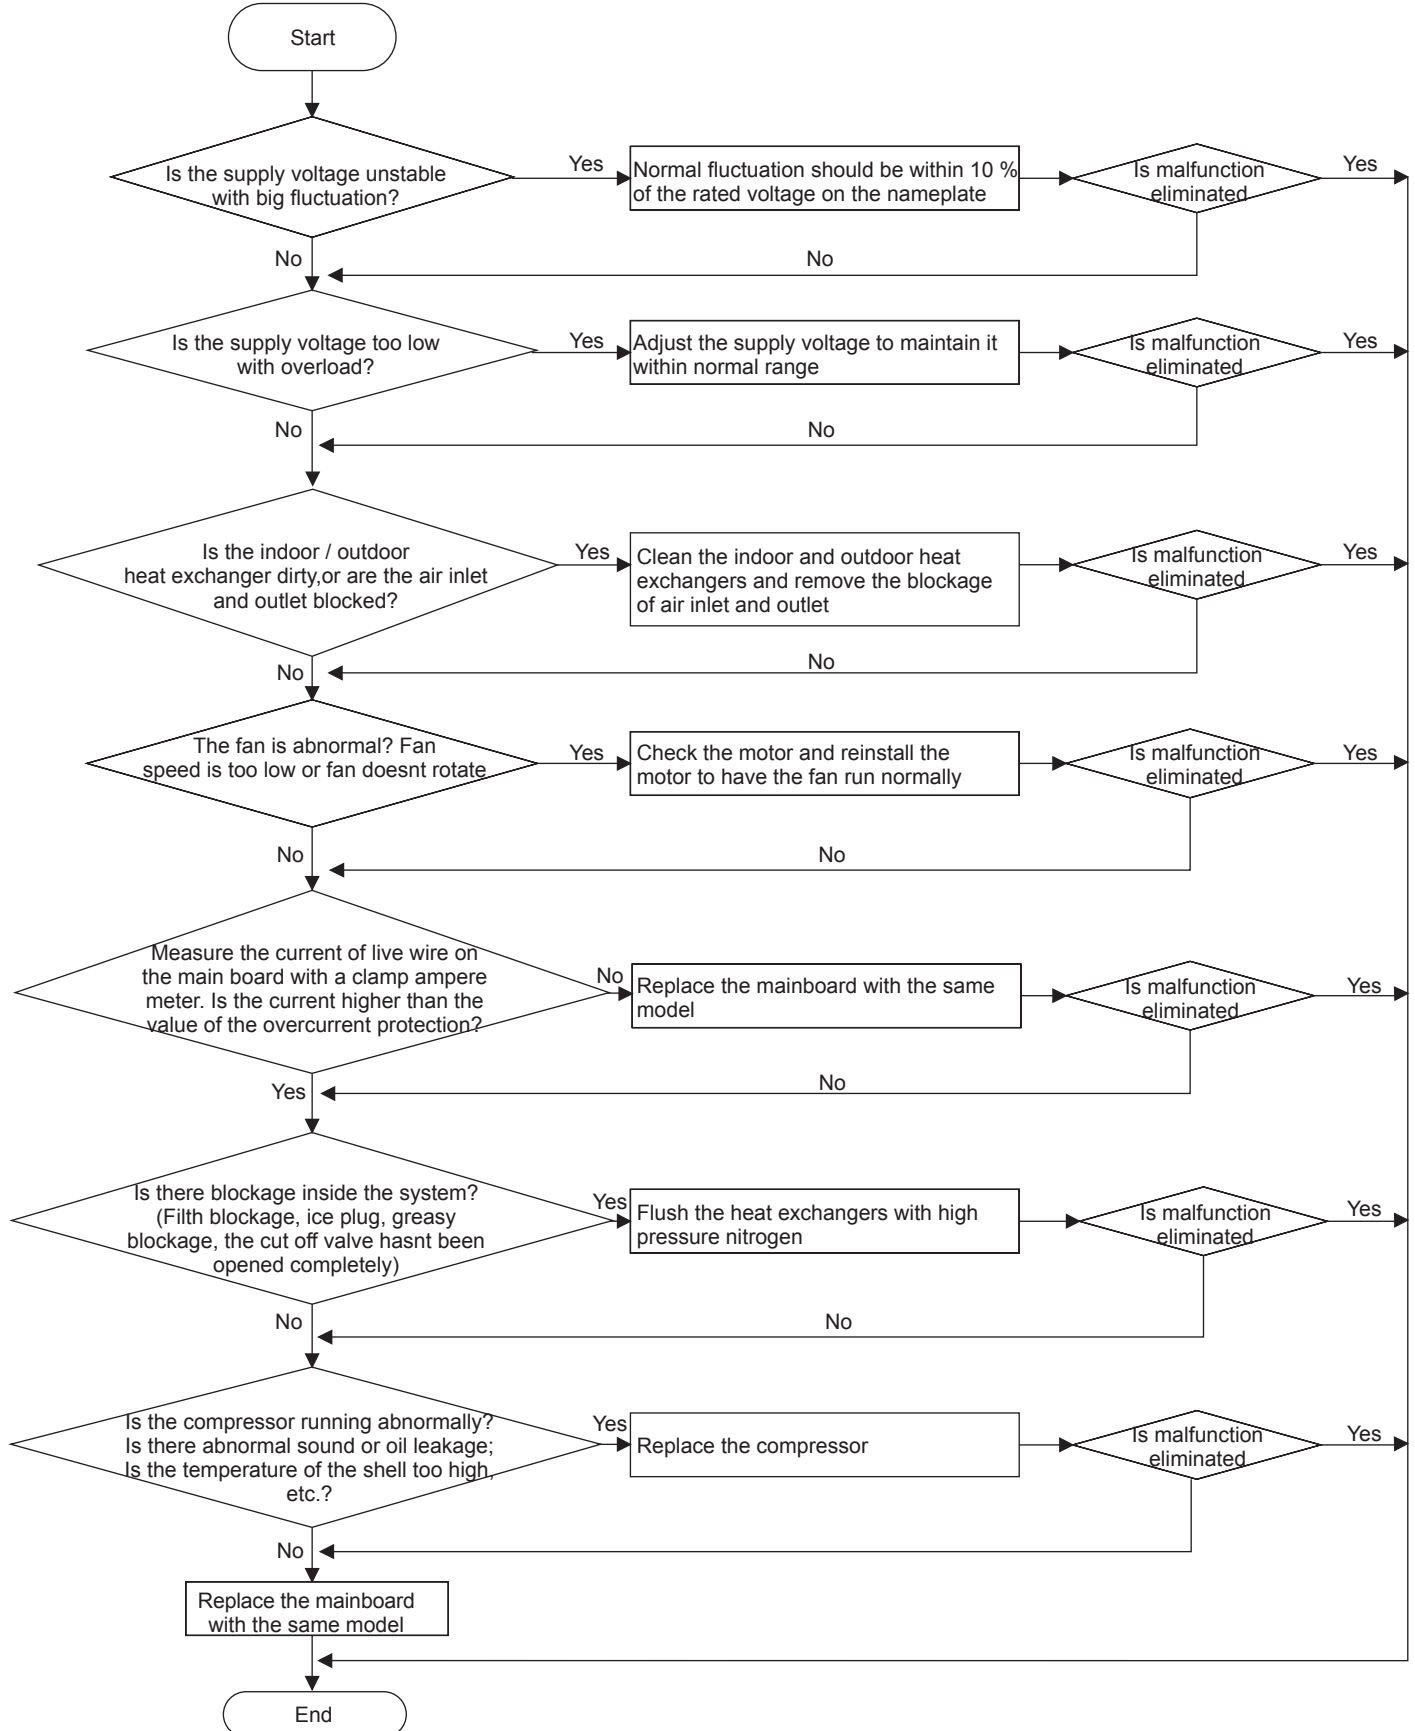 Start
Is the supply voltage unstable
with big fluctuation?
Yes
Normal fluctuation should be within 10 %
of the rated voltage on the nameplate
Is malfunction
eliminated
Yes
No
No
Is the supply voltage too low
with overload?
Yes
Adjust the supply voltage to maintain it
within normal range
Is malfunction
eliminated
Yes
No
No
Is the indoor / outdoor
heat exchanger dirty,or are the air inlet
and outlet blocked?
Yes
Clean the indoor and outdoor heat
exchangers and remove the blockage
of air inlet and outlet
Is malfunction
eliminated
Yes
No
No
The fan is abnormal? Fan
speed is too low or fan doesnt rotate
Yes
Check the motor and reinstall the
motor to have the fan run normally
Is malfunction
eliminated
Yes
No
No
Measure the current of live wire on
the main board with a clamp ampere
meter. Is the current higher than the
value of the overcurrent protection?
No
Replace the mainboard with the same
model
Is malfunction
eliminated
Yes
Yes
No
Is there blockage inside the system?
(Filth blockage, ice plug, greasy
blockage, the cut off valve hasnt been
opened completely)
Yes
Flush the heat exchangers with high
pressure nitrogen
Is malfunction
eliminated
Yes
No
No
Is the compressor running abnormally?
Is there abnormal sound or oil leakage;
Is the temperature of the shell too high,
etc.?
Yes
Replace the compressor
Is malfunction
eliminated
Yes
No
Replace the mainboard
with the same model
End